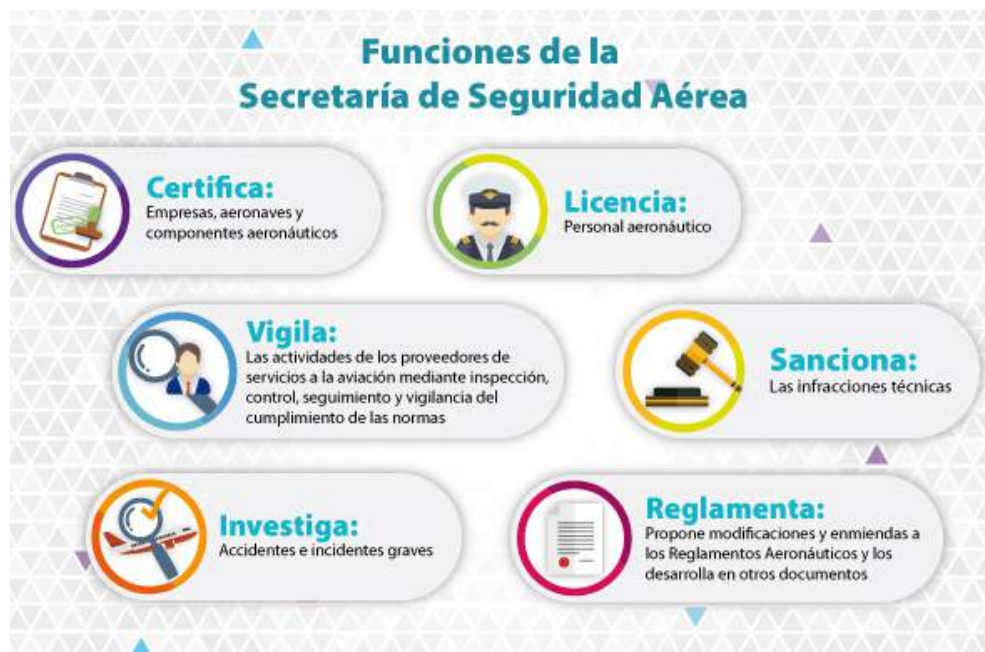 Funciones de la
Secretaría de Seguridad Aérea
Certifica:
Empresas, aeronaves y
componentes aeronáuticos
Licencia:
Personal aeronáutico
Vigila:
Las actividades de los proveedores de
servicios a la aviación mediante inspección,
control, seguimiento y vigilancia del
cumplimiento de las normas
Sanciona:
Las infracciones técnicas
Investiga:
Accidentes e incidentes graves
Reglamenta:
Propone modificaciones y enmiendas a
los Reglamentos Aeronáuticos y los
desarrolla en otros documentos